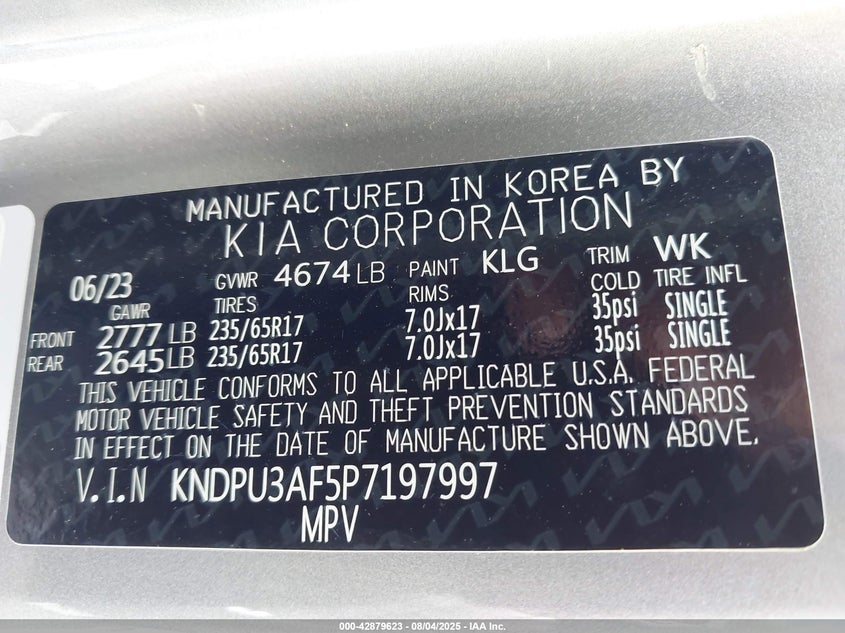 MANUFACTURED IN KOREA BY
KIA CORPORATION
06/23 GVWR 4674 LB PAINT KLG TRIM WK
GAWR TIRES RIMS COLD TIRE INFL
FRONT 2777 LB 235/65R17 7.0Jx17 35psi SINGLE
REAR 2645 LB 235/65R17 7.0Jx17 35psi SINGLE
THIS VEHICLE CONFORMS TO ALL APPLICABLE U.S.A. FEDERAL
MOTOR VEHICLE SAFETY AND THEFT PREVENTION STANDARDS
IN EFFECT ON THE DATE OF MANUFACTURE SHOWN ABOVE.
V.I.N KNDPU3AF5P7197997
MPV
000-42879623 - 08/04/2025 - IAA Inc.